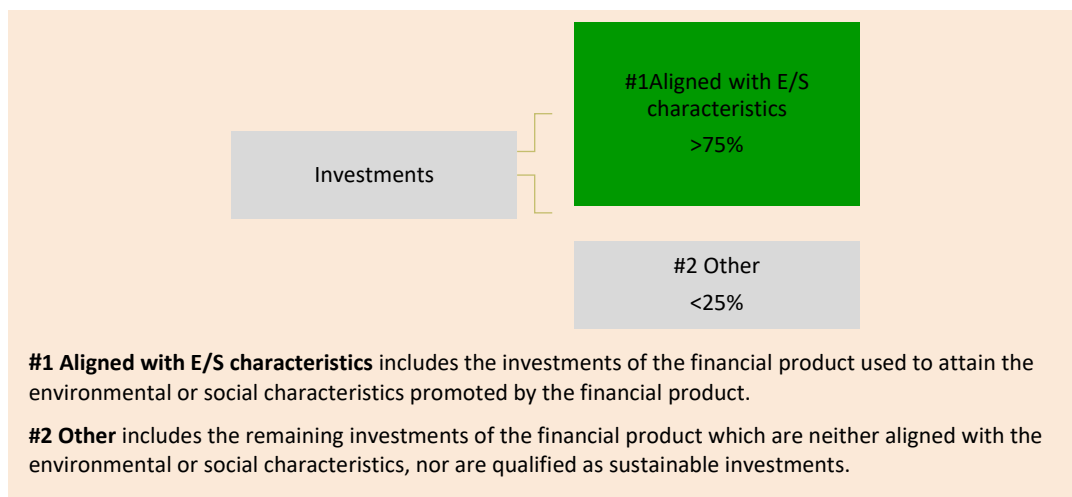 #1Aligned with E/S
characteristics
>75%
Investments
#2 Other
<25%
#1 Aligned with E/S characteristics includes the investments of the financial product used to attain the
environmental or social characteristics promoted by the financial product.
#2 Other includes the remaining investments of the financial product which are neither aligned with the
environmental or social characteristics, nor are qualified as sustainable investments.